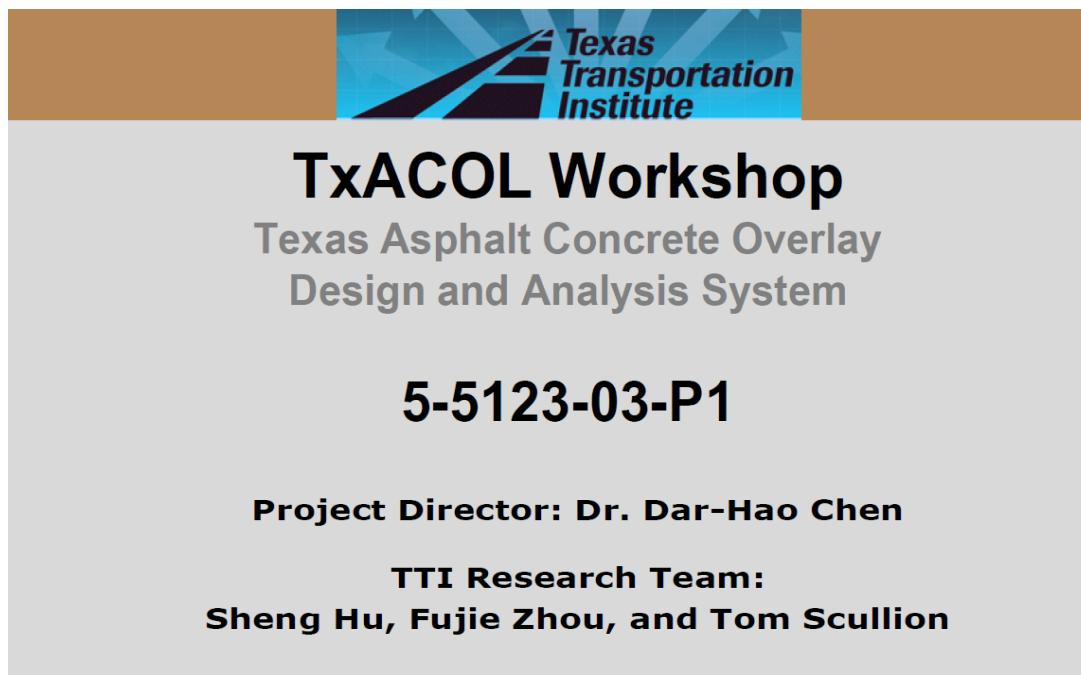 Texas
Transportation
Institute
TxACOL Workshop
Texas Asphalt Concrete Overlay
Design and Analysis System
5-5123-03-P1
Project Director: Dr. Dar-Hao Chen
TTI Research Team:
Sheng Hu, Fujie Zhou, and Tom Scullion